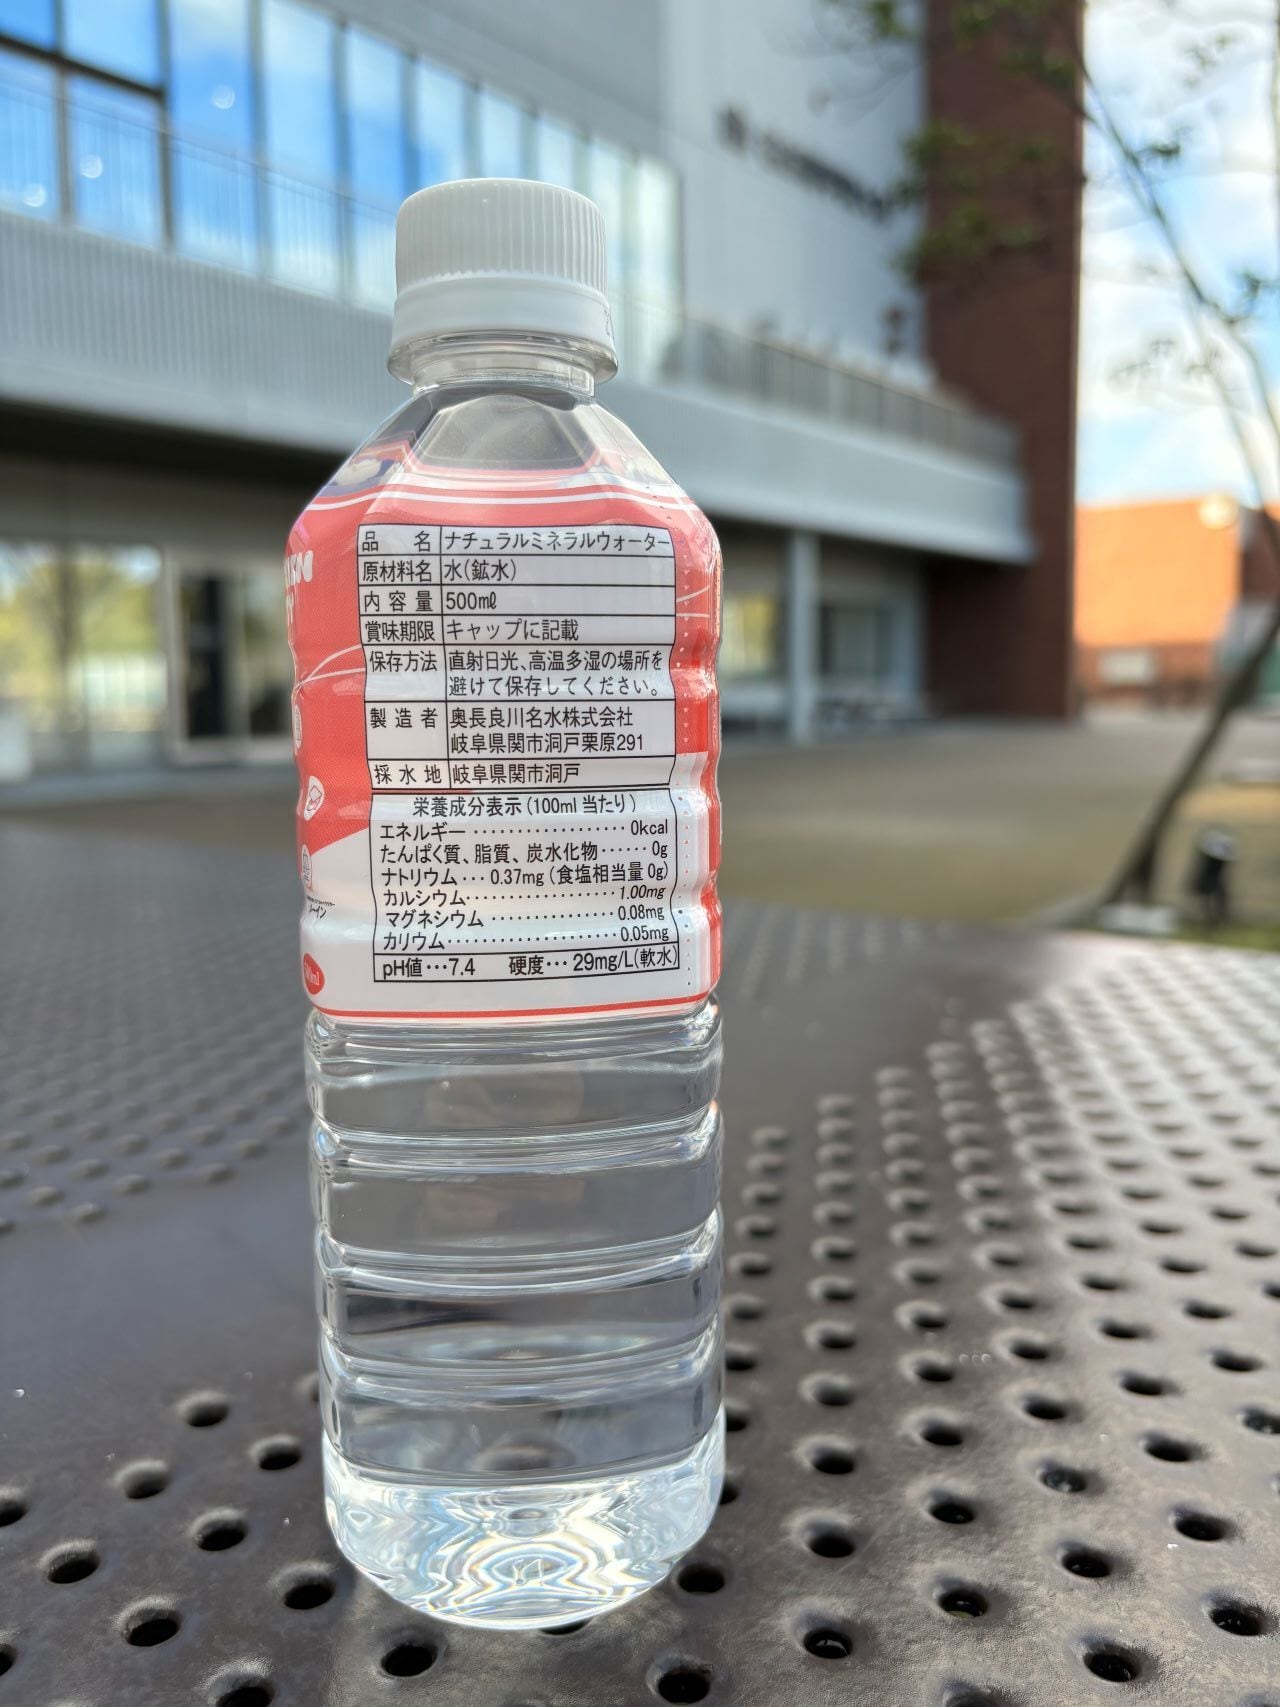 品名 ナチュラルミネラルウォーター
原材料名 水(鉱水)
内容量 500㎖
賞味期限 キャップに記載
保存方法 直射日光、高温多湿の場所を
避けて保存してください。
製造者 奥長良川名水株式会社
岐阜県関市洞戸栗原291
採水地 岐阜県関市洞戸
栄養成分表示(100ml当たり)
エネルギー ·················· 0kcal
たんぱく質、脂質、炭水化物······ 0g
ナトリウム··· 0.37mg(食塩相当量 0g)
カルシウム·················· 1.00mg
マグネシウム ·············· 0.08mg
カリウム···················· 0.05mg
pH値···7.4 硬度··· 29mg/L(軟水)